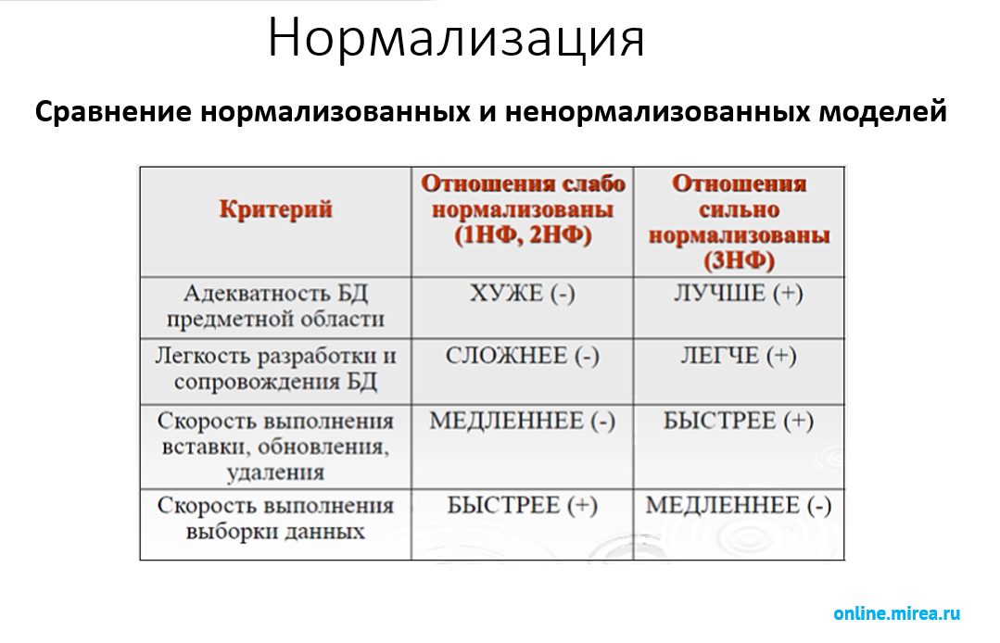 Нормализация
Сравнение нормализованных и ненормализованных моделей
Критерий
Отношения слабо
нормализованы
(1НФ, 2НФ)
Отношения
сильно
нормализованы
(3НФ)
Адекватность БД
предметной области
ХУЖЕ (-)
ЛУЧШЕ (+)
Легкость разработки и
сопровождения БД
СЛОЖНЕЕ (-)
ЛЕГЧЕ (+)
Скорость выполнения
вставки, обновления,
удаления
МЕДЛЕННЕЕ (-)
БЫСТРЕЕ (+)
Скорость выполнения
выборки данных
БЫСТРЕЕ (+)
МЕДЛЕННЕЕ (-)
online.mirea.ru